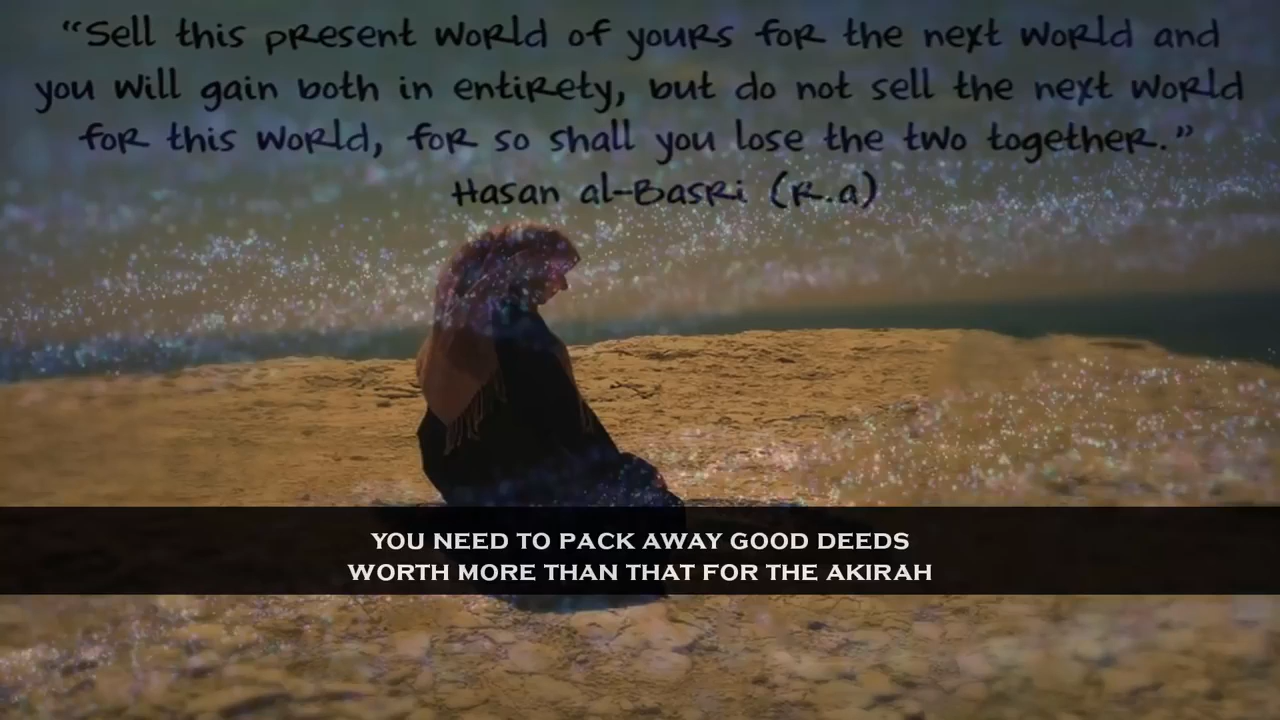 “Sell this present world of yours for the next world and
you will gain both in entirety, but do not sell the next world
for this world, for so shall you lose the two together.”
Hasan al-Basri (R.a)
YOU NEED TO PACK AWAY GOOD DEEDS
WORTH MORE THAN THAT FOR THE AKIRAH